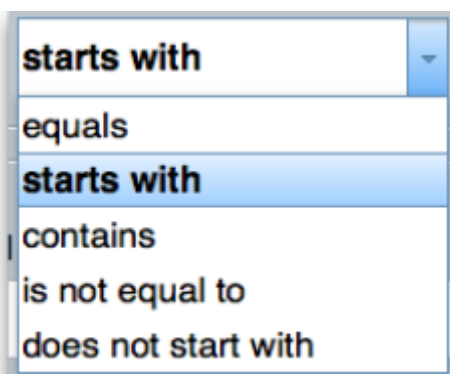 starts with
equals
starts with
contains
is not equal to
does not start with